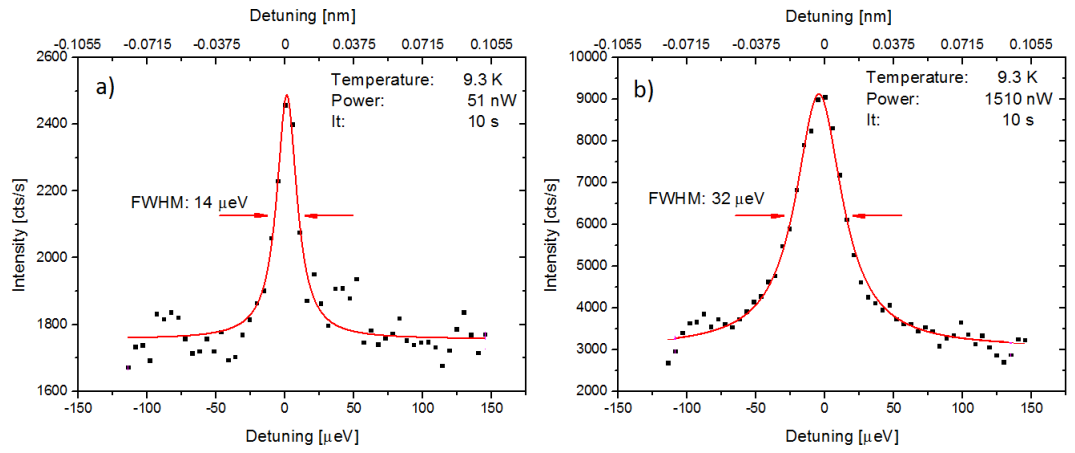 Detuning [nm]
-0.1055 -0.0715 -0.0375 0 0.0375 0.0715 0.1055
2600
2400
2200
2000
1800
1600
Intensity [cts/s]
a)
Temperature: 9.3 K
Power: 51 nW
It: 10 s
FWHM: 14 µeV
-150 -100 -50 0 50 100 150
Detuning [µeV]
Detuning [nm]
-0.1055 -0.0715 -0.0375 0 0.0375 0.0715 0.1055
10000
9000
8000
7000
6000
5000
4000
3000
2000
Intensity [cts/s]
b)
Temperature: 9.3 K
Power: 1510 nW
It: 10 s
FWHM: 32 µeV
-150 -100 -50 0 50 100 150
Detuning [µeV]